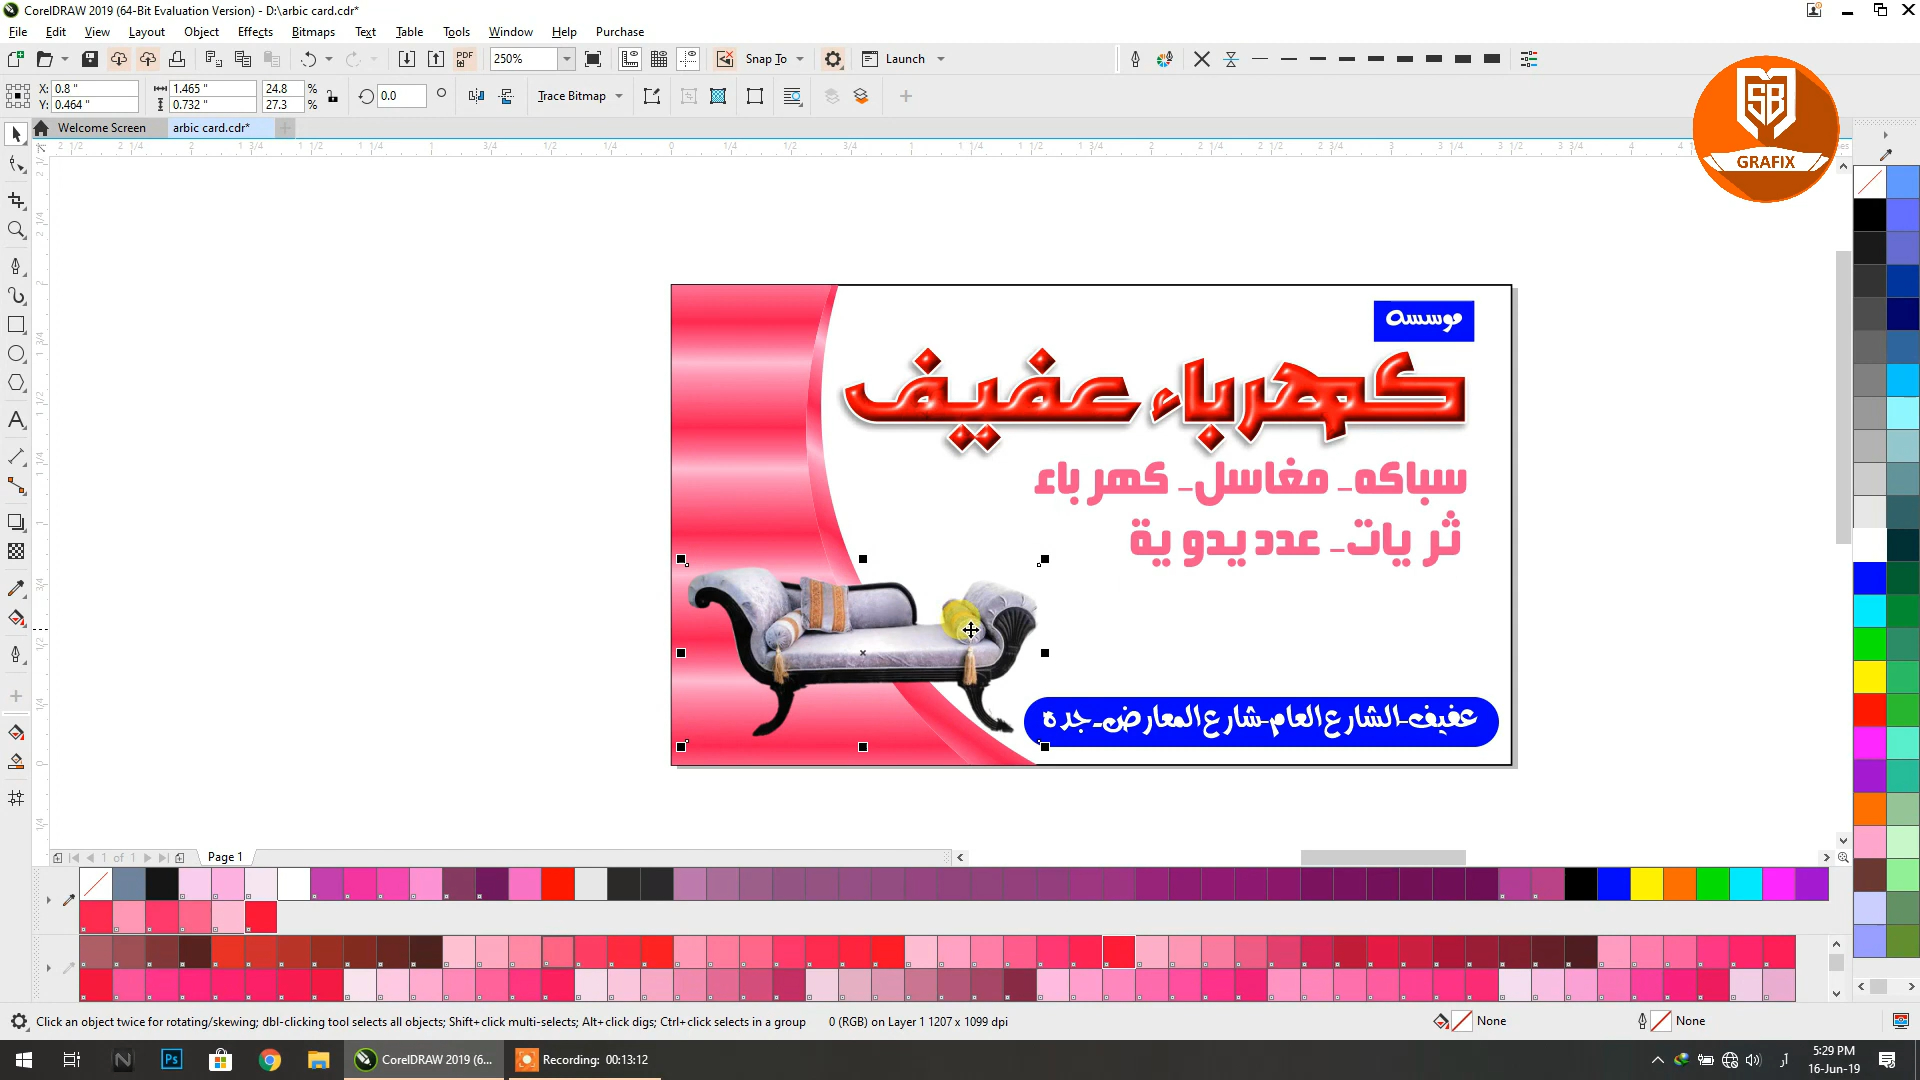 CorelDRAW 2019 (64-Bit Evaluation Version) - D:\arbic card.cdr*
File Edit View Layout Object Effects Bitmaps Text Table Tools Window Help Purchase
PDF 250% Snap To Launch
X: 0.8 " 1.465 " 24.8 % 0.0 Trace Bitmap
Y: 0.464 " 0.732 " 27.3 %
Welcome Screen arbic card.cdr*
SB
GRAFIX
موسسه
كهرباء عفيف
سباكه- مغاسل- كهر باء
ثر يات- عدد يدو ية
عفيف-الشارع العام-شارع المعارض-جده
1 of 1 Page 1
Click an object twice for rotating/skewing; dbl-clicking tool selects all objects; Shift+click multi-selects; Alt+click digs; Ctrl+click selects in a group 0 (RGB) on Layer 1 1207 x 1099 dpi None None
Ps CorelDRAW 2019 (6... Recording: 00:13:12 5:29 PM
16-Jun-19